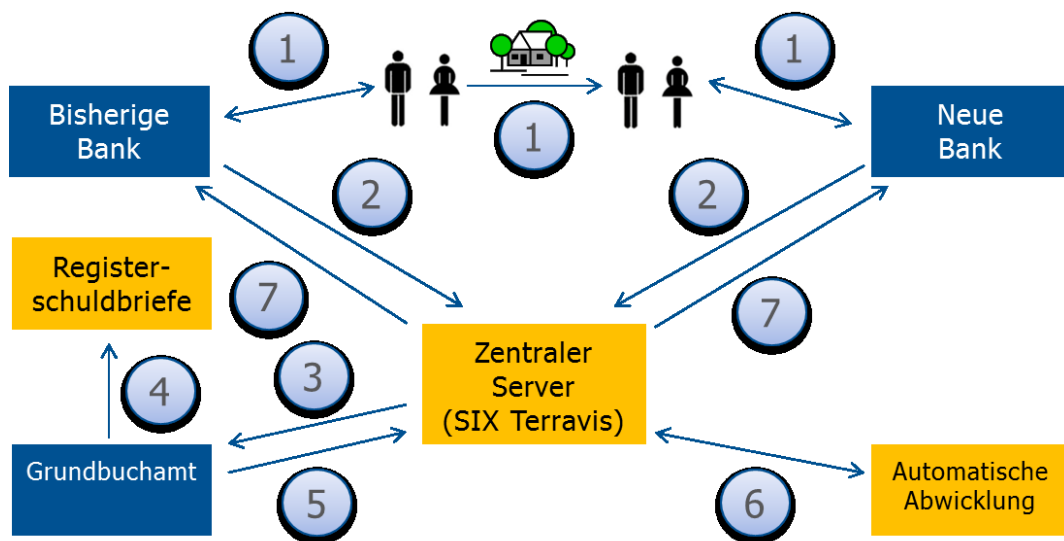 1
1
Bisherige
Bank
1
Neue
Bank
2
2
Register-
schuldbriefe
7
7
Zentraler
Server
(SIX Terravis)
3
4
Grundbuchamt
5
6
Automatische
Abwicklung